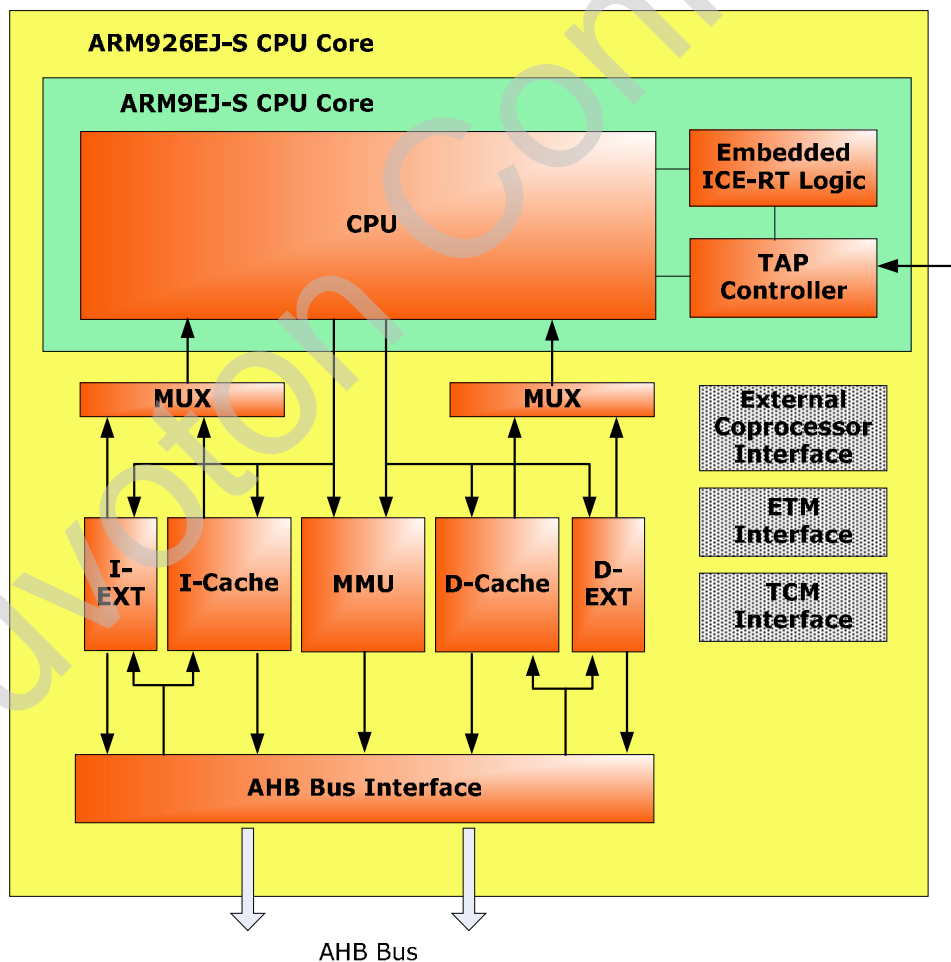 ARM926EJ-S CPU Core
ARM9EJ-S CPU Core
CPU
Embedded
ICE-RT Logic
TAP
Controller
MUX
MUX
External
Coprocessor
Interface
ETM
Interface
TCM
Interface
I-
EXT
I-Cache
MMU
D-Cache
D-
EXT
AHB Bus Interface
AHB Bus